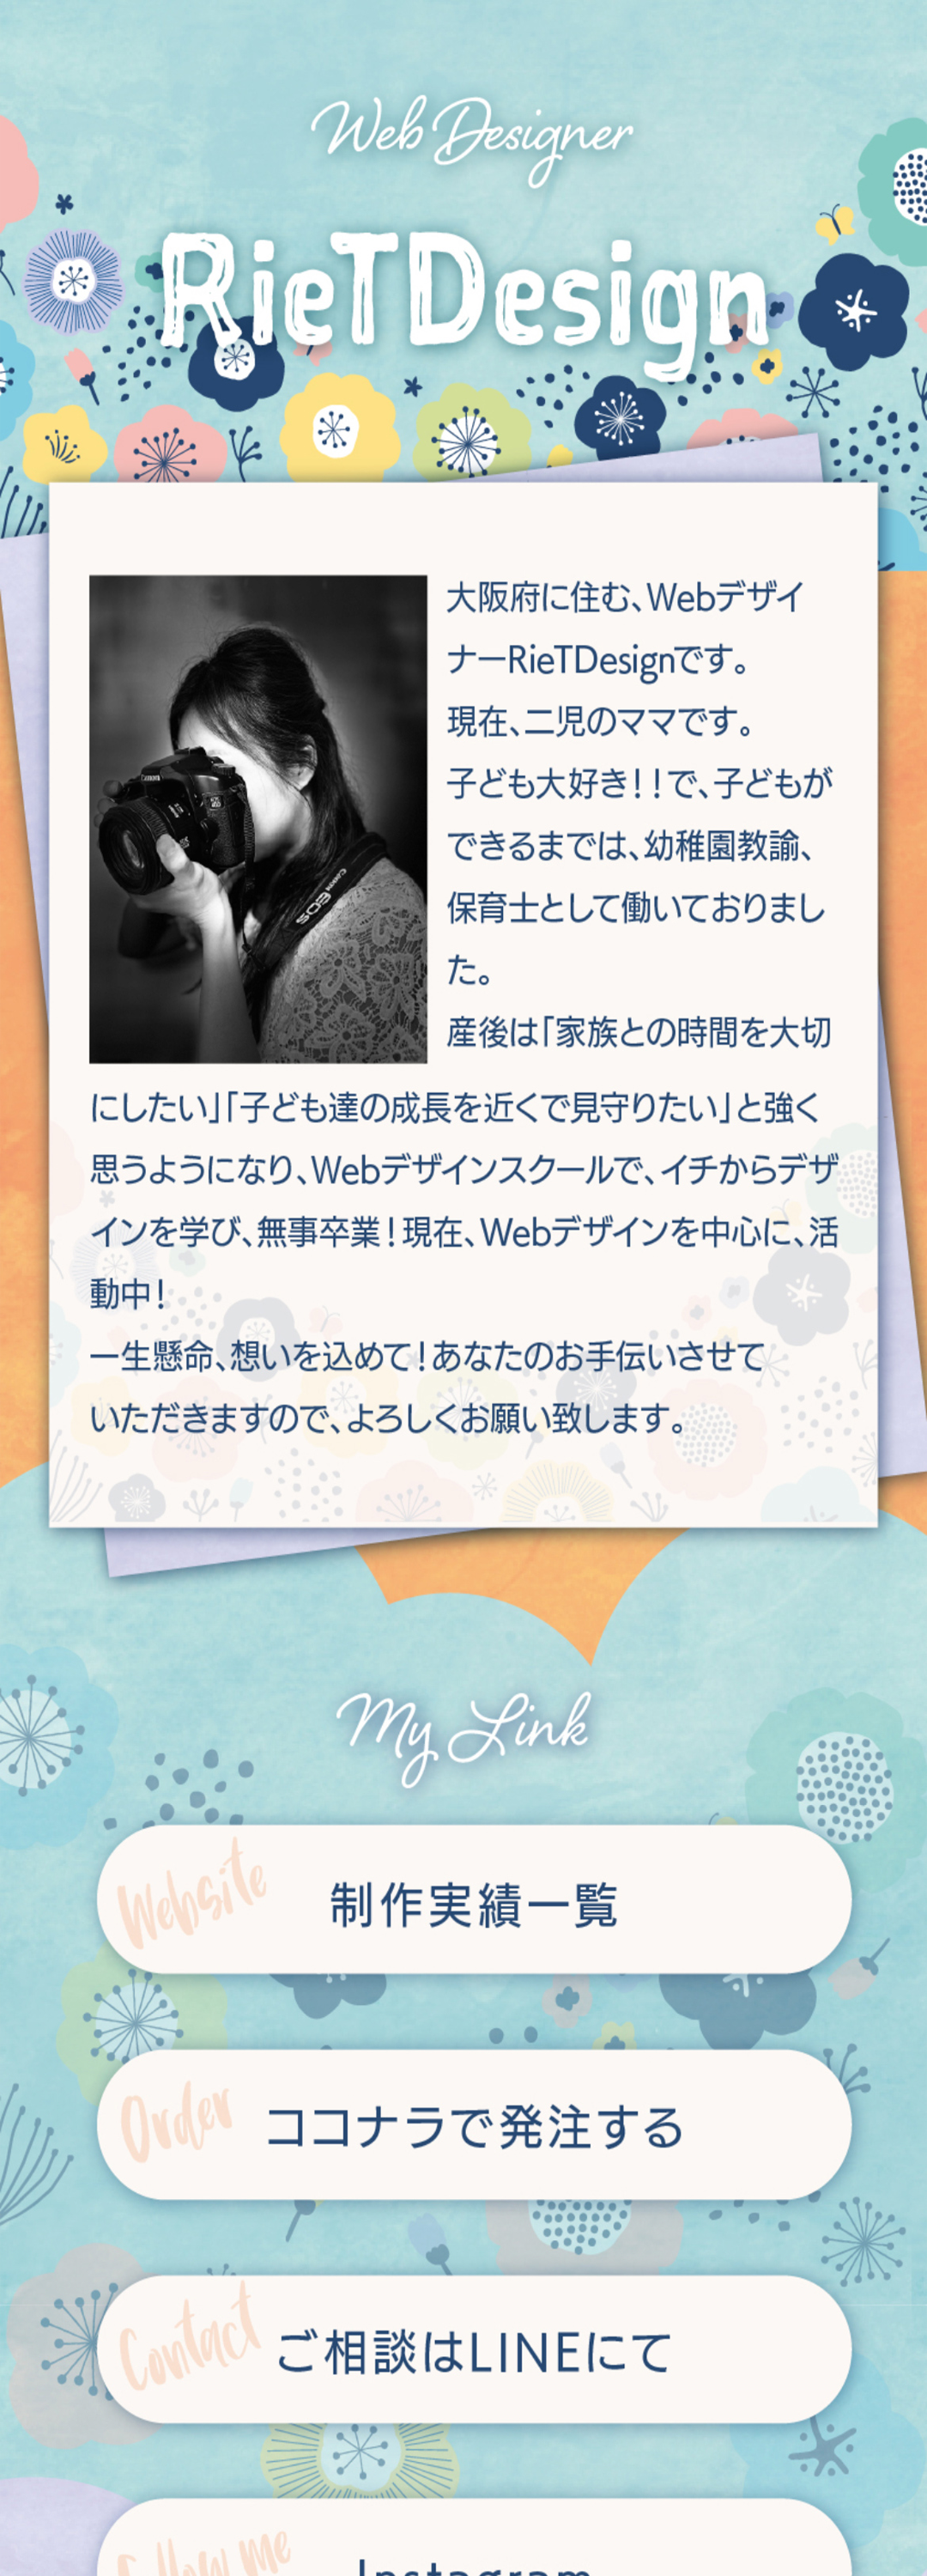 Web Designer
RieTDesign
大阪府に住む、Webデザイ
ナーRieTDesignです。
現在、二児のママです。
子ども大好き！！で、子どもが
できるまでは、幼稚園教諭、
保育士として働いておりまし
た。
産後は「家族との時間を大切
にしたい」「子ども達の成長を近くで見守りたい」と強く
思うようになり、Webデザインスクールで、イチからデザ
インを学び、無事卒業！現在、Webデザインを中心に、活
動中！
一生懸命、想いを込めて！あなたのお手伝いさせて
いただきますので、よろしくお願い致します。
Canon
Canon EOS
My Link
Website
制作実績一覧
Order
ココナラで発注する
Contact
ご相談はLINEにて
Follow me
Instagram